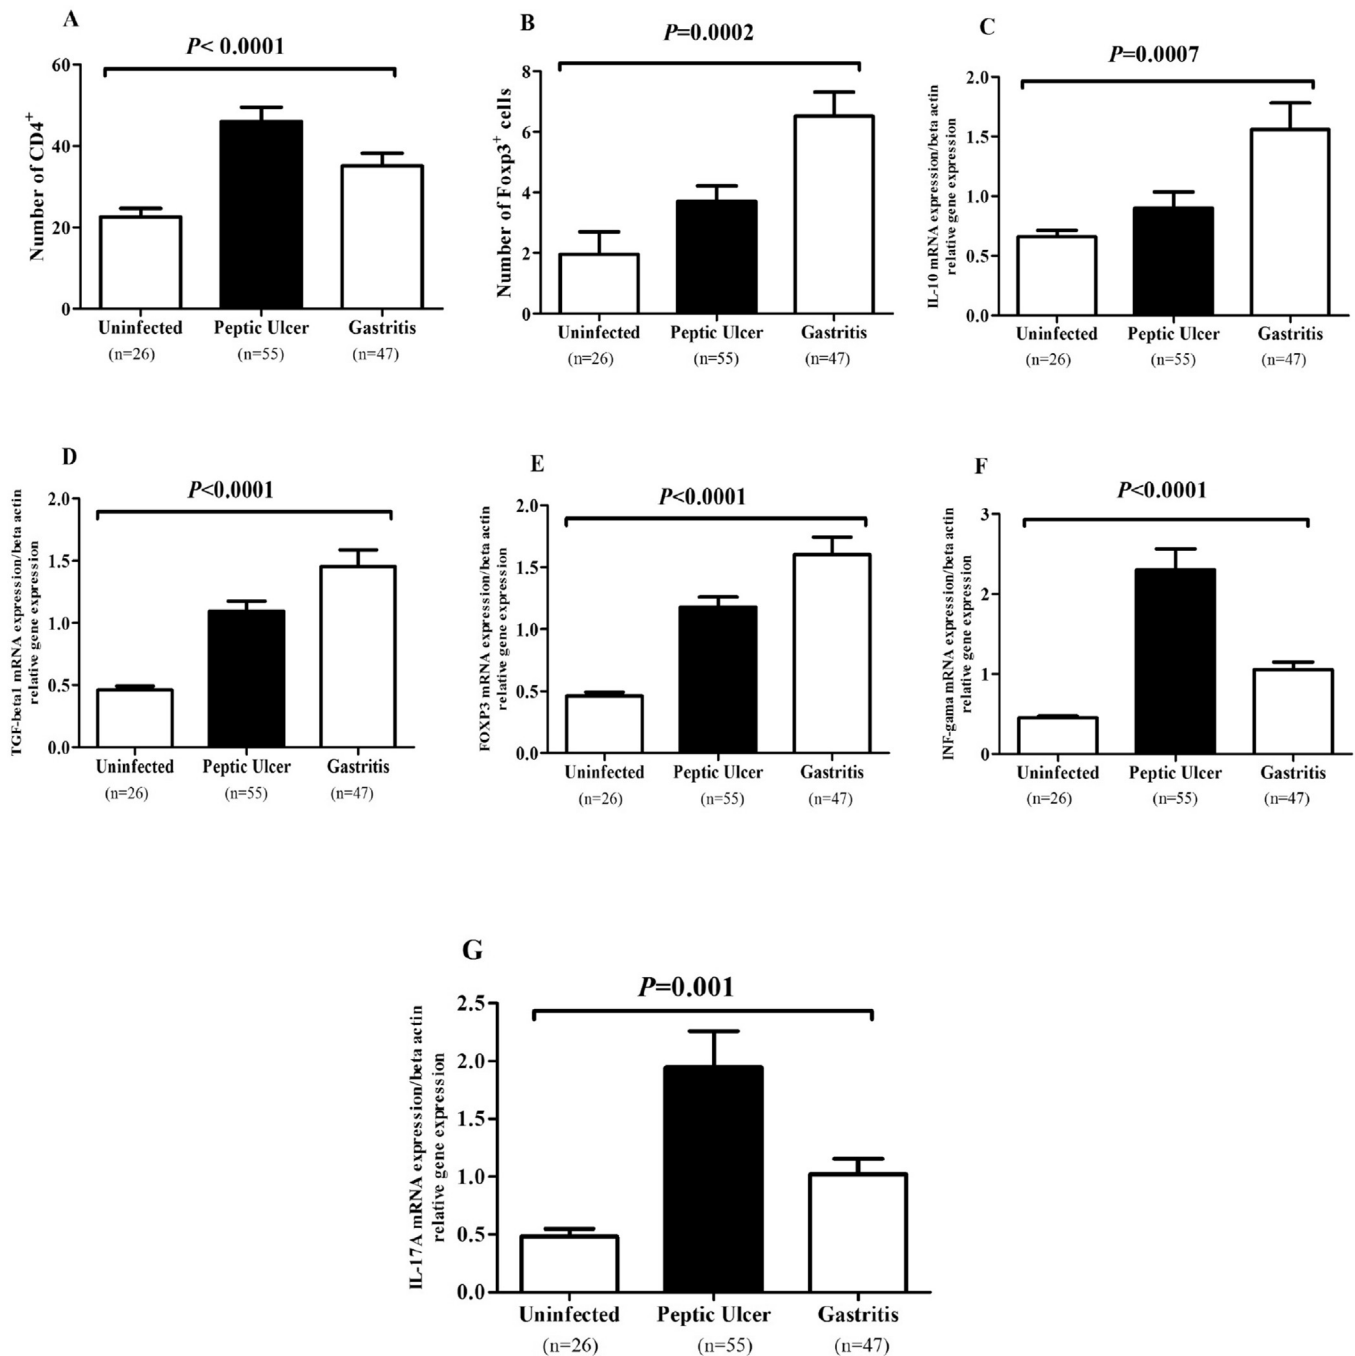 A
P< 0.0001
Number of CD4+
60
40
20
0
Uninfected Peptic Ulcer Gastritis
(n=26) (n=55) (n=47)
B
P=0.0002
Number of Foxp3+ cells
8
6
4
2
0
Uninfected Peptic Ulcer Gastritis
(n=26) (n=55) (n=47)
C
P=0.0007
IL-10 mRNA expression/beta actin
relative gene expression
2.0
1.5
1.0
0.5
0.0
Uninfected Peptic Ulcer Gastritis
(n=26) (n=55) (n=47)
D
P<0.0001
TGF-beta1 mRNA expression/beta actin
relative gene expression
2.0
1.5
1.0
0.5
0.0
Uninfected Peptic Ulcer Gastritis
(n=26) (n=55) (n=47)
E
P<0.0001
FOXP3 mRNA expression/beta actin
relative gene expression
2.0
1.5
1.0
0.5
0.0
Uninfected Peptic Ulcer Gastritis
(n=26) (n=55) (n=47)
F
P<0.0001
INF-gama mRNA expression/beta actin
relative gene expression
3
2
1
0
Uninfected Peptic Ulcer Gastritis
(n=26) (n=55) (n=47)
G
P=0.001
IL-17A mRNA expression/beta actin
relative gene expression
2.5
2.0
1.5
1.0
0.5
0.0
Uninfected Peptic Ulcer Gastritis
(n=26) (n=55) (n=47)